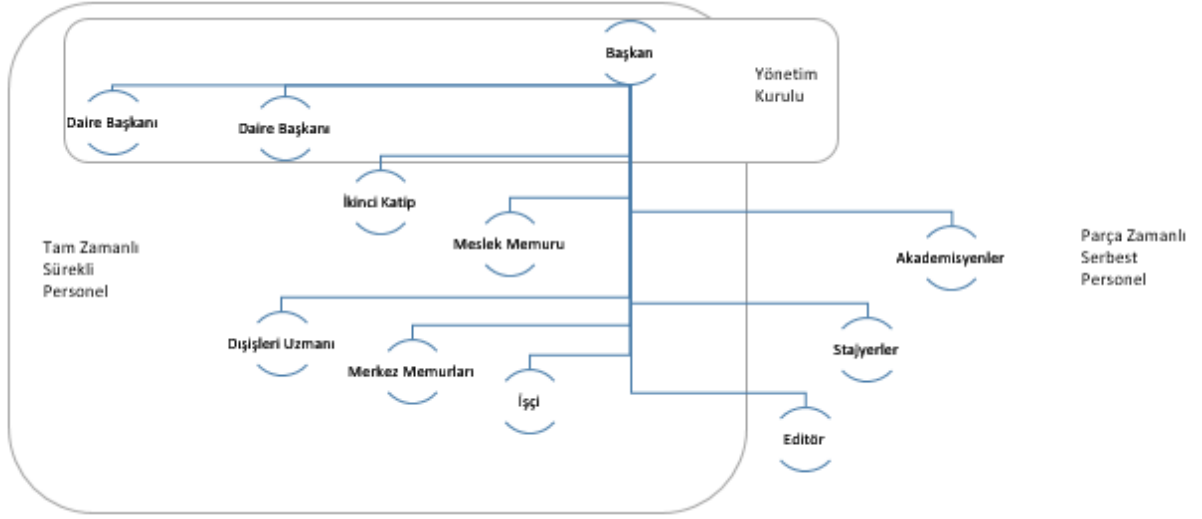 Başkan
Yönetim
Kurulu
Daire Başkanı
Daire Başkanı
İkinci Katip
Meslek Memuru
Tam Zamanlı
Sürekli
Personel
Akademisyenler
Parça Zamanlı
Serbest
Personel
Dışişleri Uzmanı
Merkez Memurları
İşçi
Stajyerler
Editör